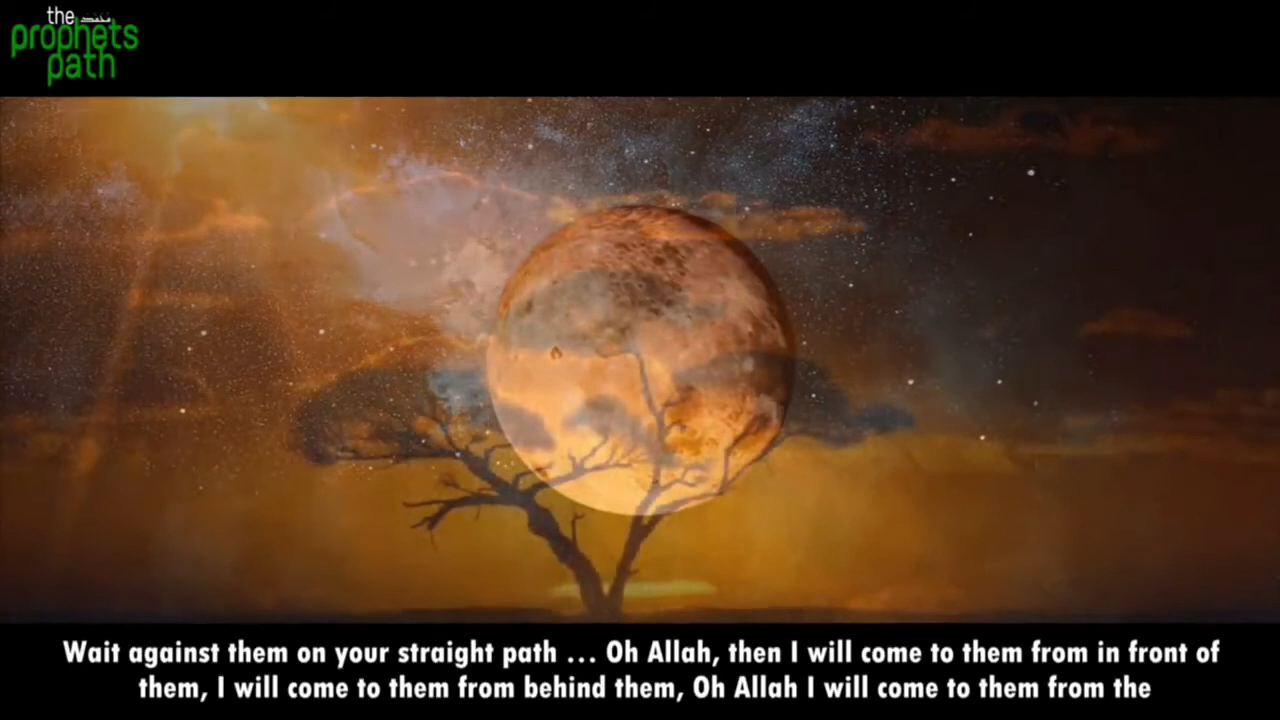 the
prophets
path
Wait against them on your straight path ... Oh Allah, then I will come to them from in front of
them, I will come to them from behind them, Oh Allah I will come to them from the